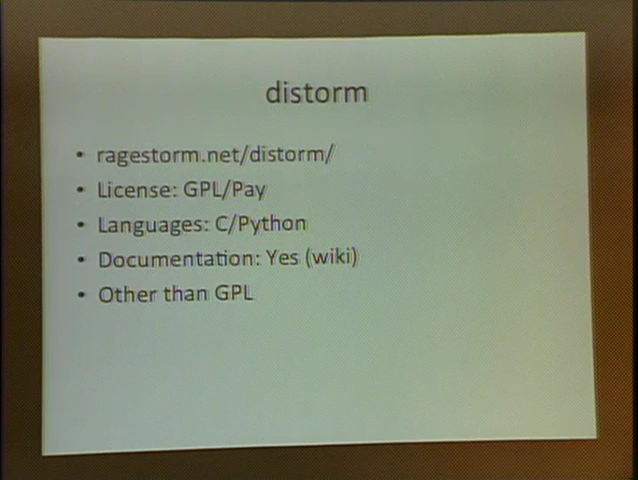 distorm
• ragestorm.net/distorm/
• License: GPL/Pay
• Languages: C/Python
• Documentation: Yes (wiki)
• Other than GPL